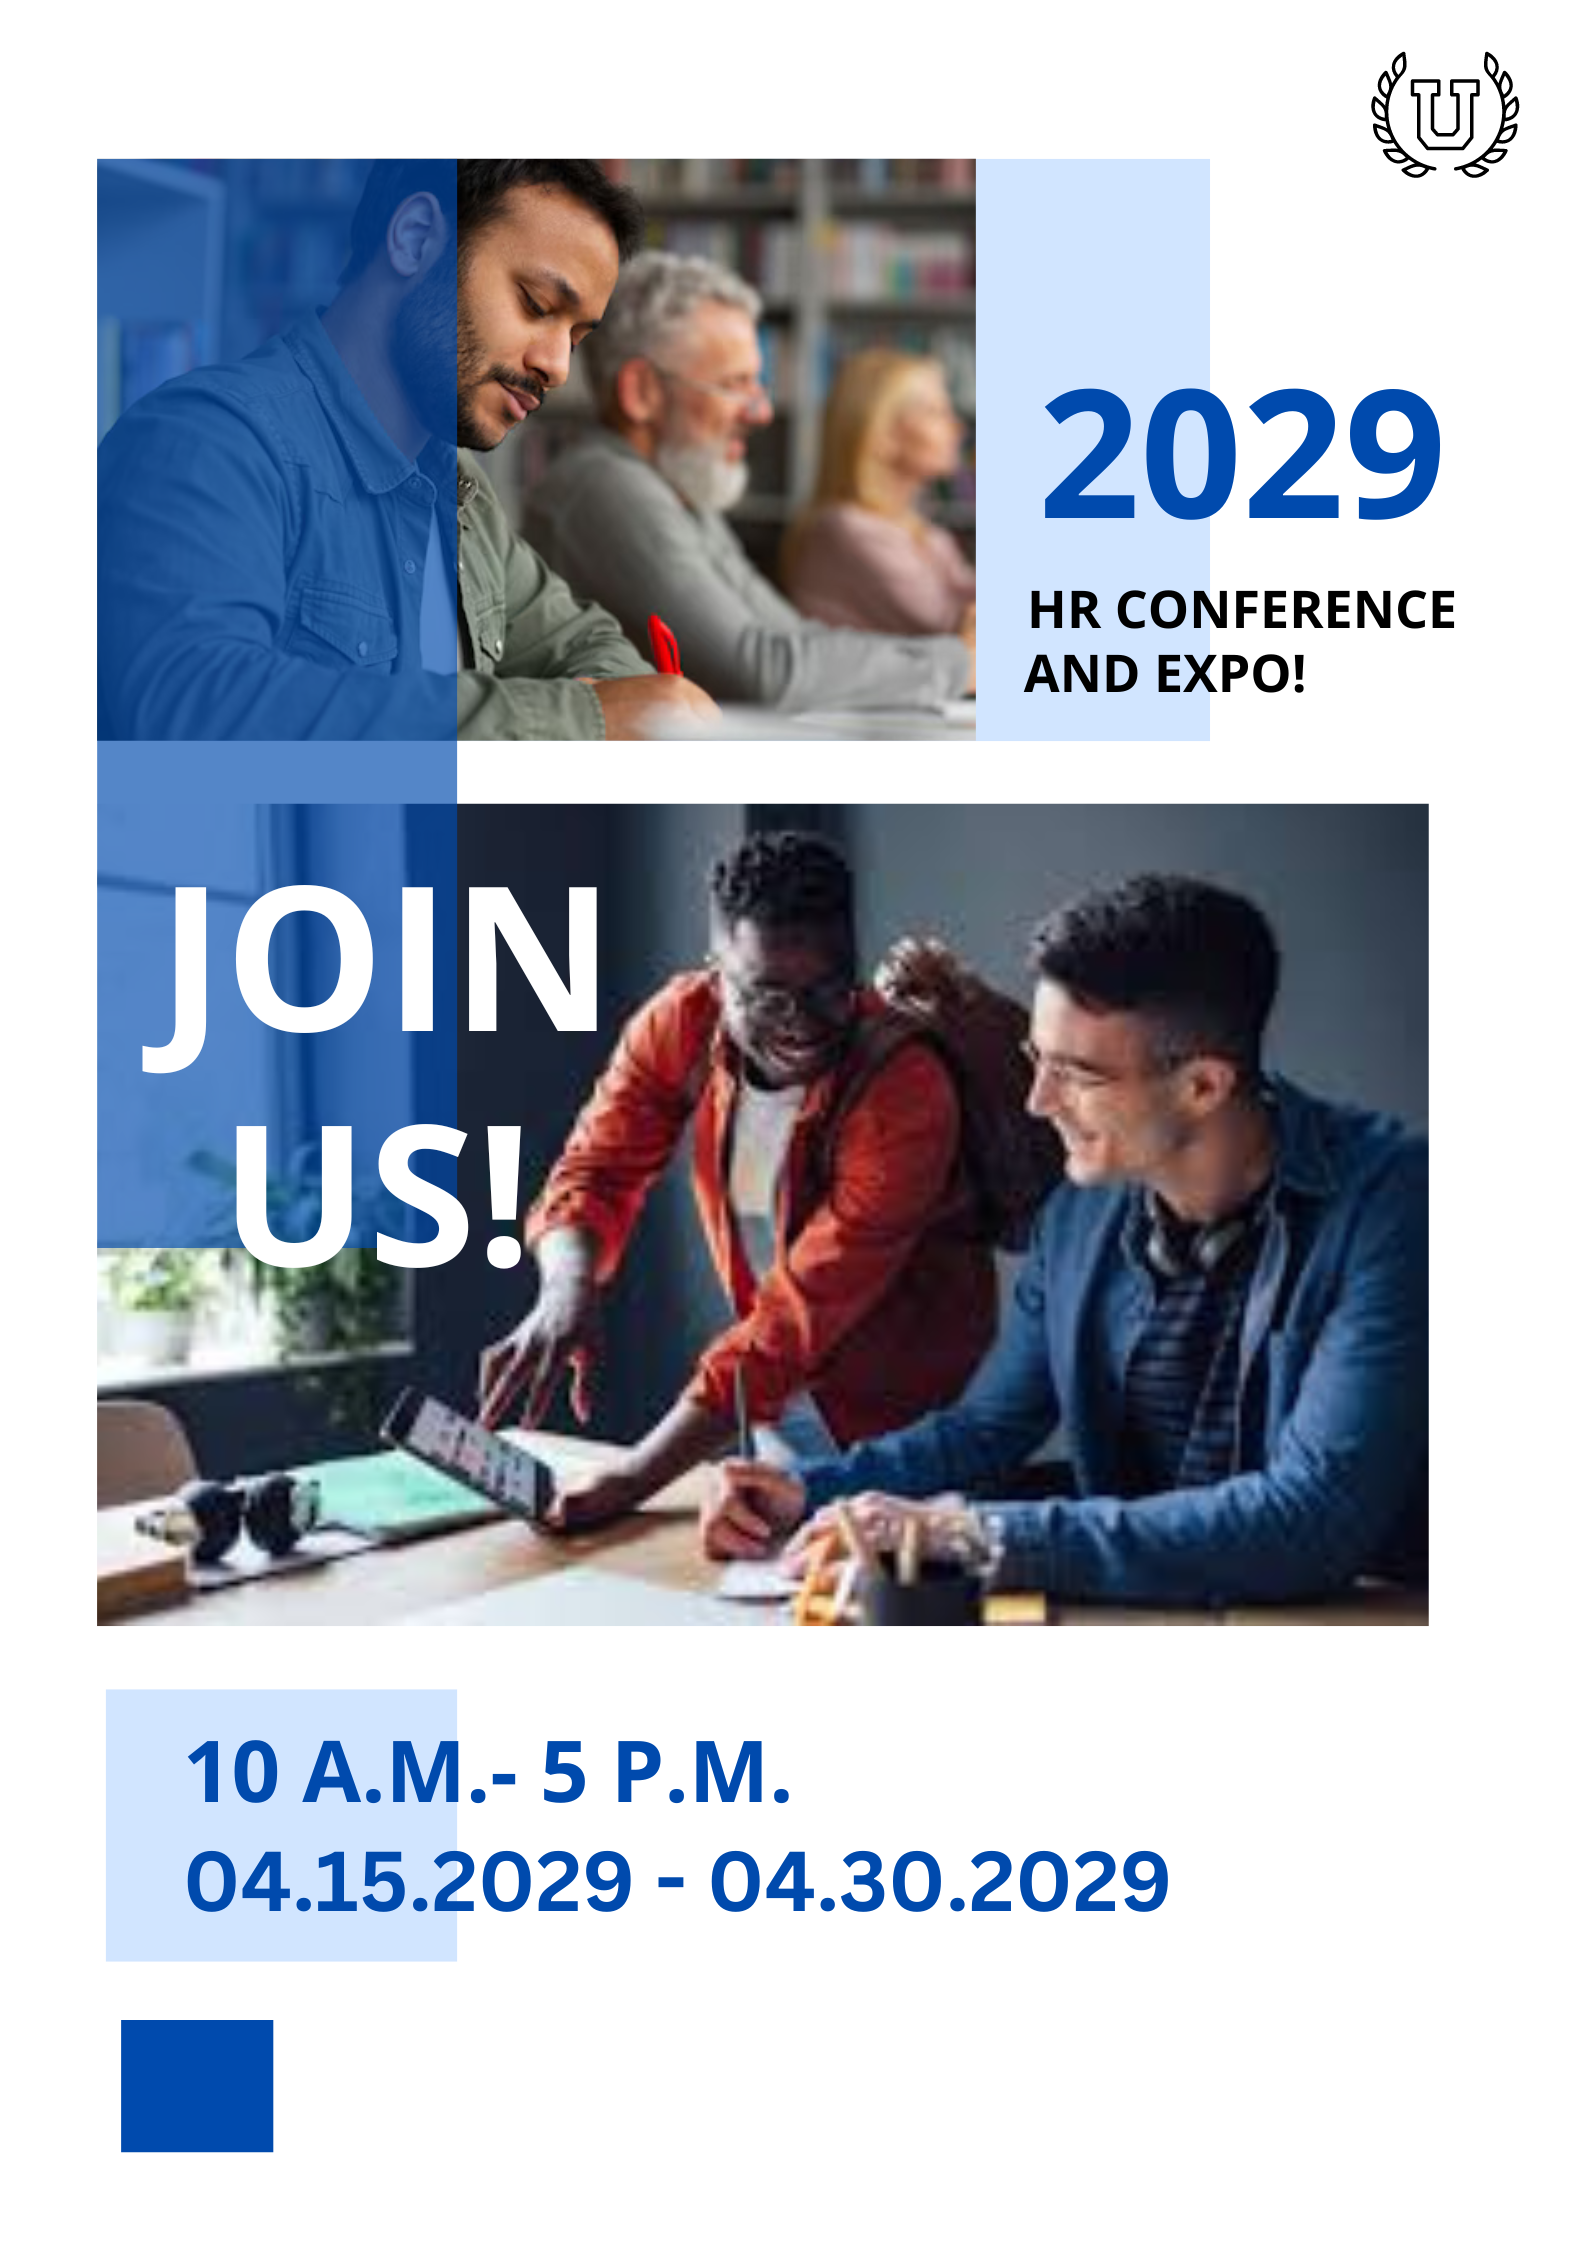 U
2029
HR CONFERENCE
AND EXPO!
JOIN
US!
10 A.M.- 5 P.M.
04.15.2029 - 04.30.2029